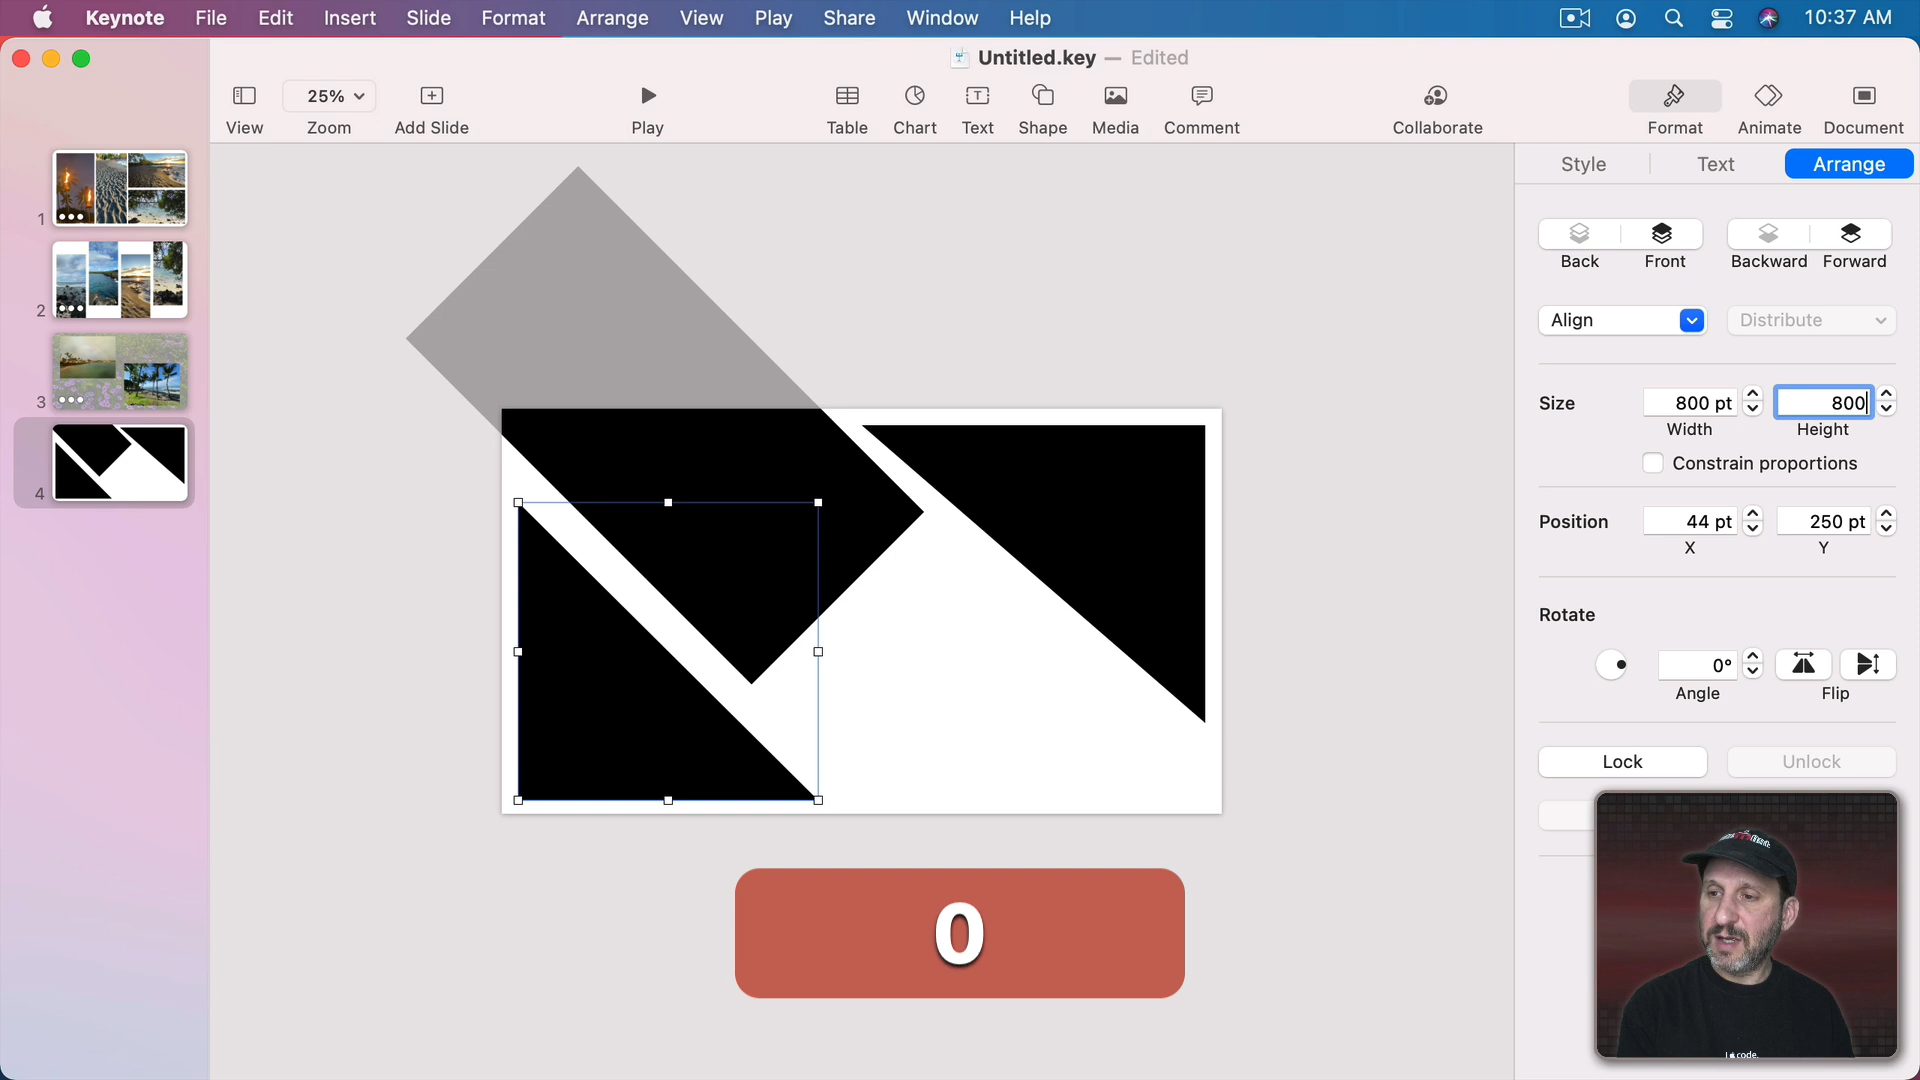 Keynote File Edit Insert Slide Format Arrange View Play Share Window Help 10:37 AM
Untitled.key — Edited
25%
View Zoom Add Slide Play Table Chart Text Shape Media Comment Collaborate Format Animate Document
Style Text Arrange
1
2
3
4
Back Front Backward Forward
Align Distribute
Size 800 pt 800
Width Height
Constrain proportions
Position 44 pt 250 pt
X Y
Rotate
0°
Angle Flip
Lock Unlock
0
code.